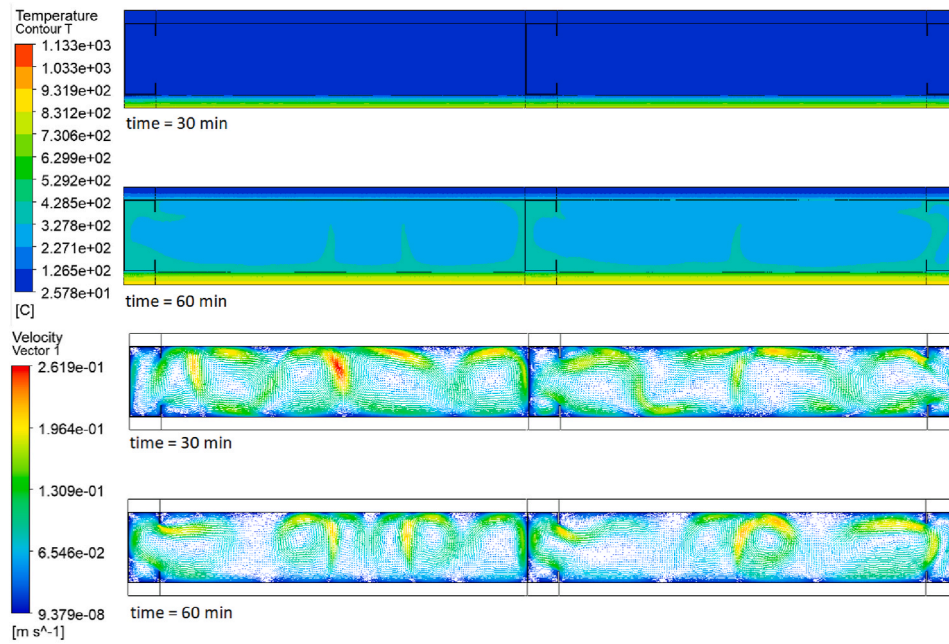 Temperature
Contour T
1.133e+03
1.033e+03
9.319e+02
8.312e+02
7.306e+02
6.299e+02
5.292e+02
4.285e+02
3.278e+02
2.271e+02
1.265e+02
2.578e+01
[C]
time = 30 min
time = 60 min
Velocity
Vector 1
2.619e-01
1.964e-01
1.309e-01
6.546e-02
9.379e-08
[m s^-1]
time = 30 min
time = 60 min